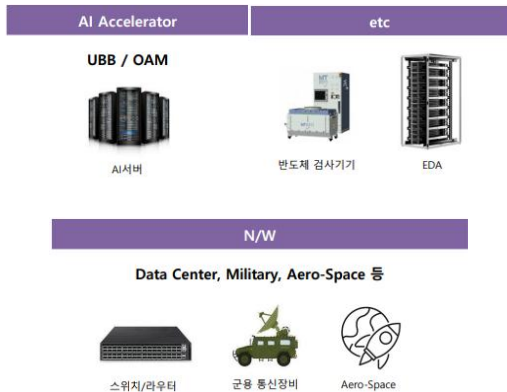 AI Accelerator
etc
UBB / OAM
AI서버
반도체 검사기기
EDA
N/W
Data Center, Military, Aero-Space 등
스위치/라우터
군용 통신장비
Aero-Space